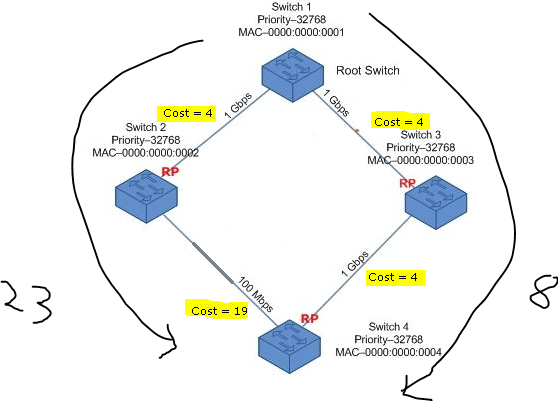 Switch 1
Priority–32768
MAC–0000:0000:0001
Root Switch
1 Gbps
Cost = 4
1 Gbps
Cost = 4
Switch 2
Priority–32768
MAC–0000:0000:0002
RP
Switch 3
Priority–32768
MAC–0000:0000:0003
RP
23
8
1 Gbps
Cost = 4
100 Mbps
Cost = 19
RP
Switch 4
Priority–32768
MAC–0000:0000:0004